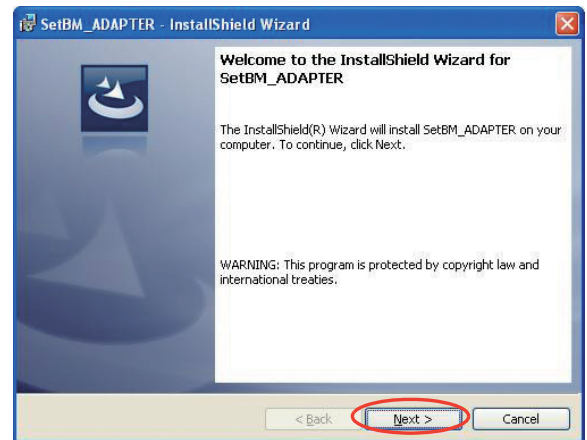 SetBM_ADAPTER - InstallShield Wizard
Welcome to the InstallShield Wizard for
SetBM_ADAPTER
The InstallShield(R) Wizard will install SetBM_ADAPTER on your
computer. To continue, click Next.
WARNING: This program is protected by copyright law and
international treaties.
< Back Next > Cancel